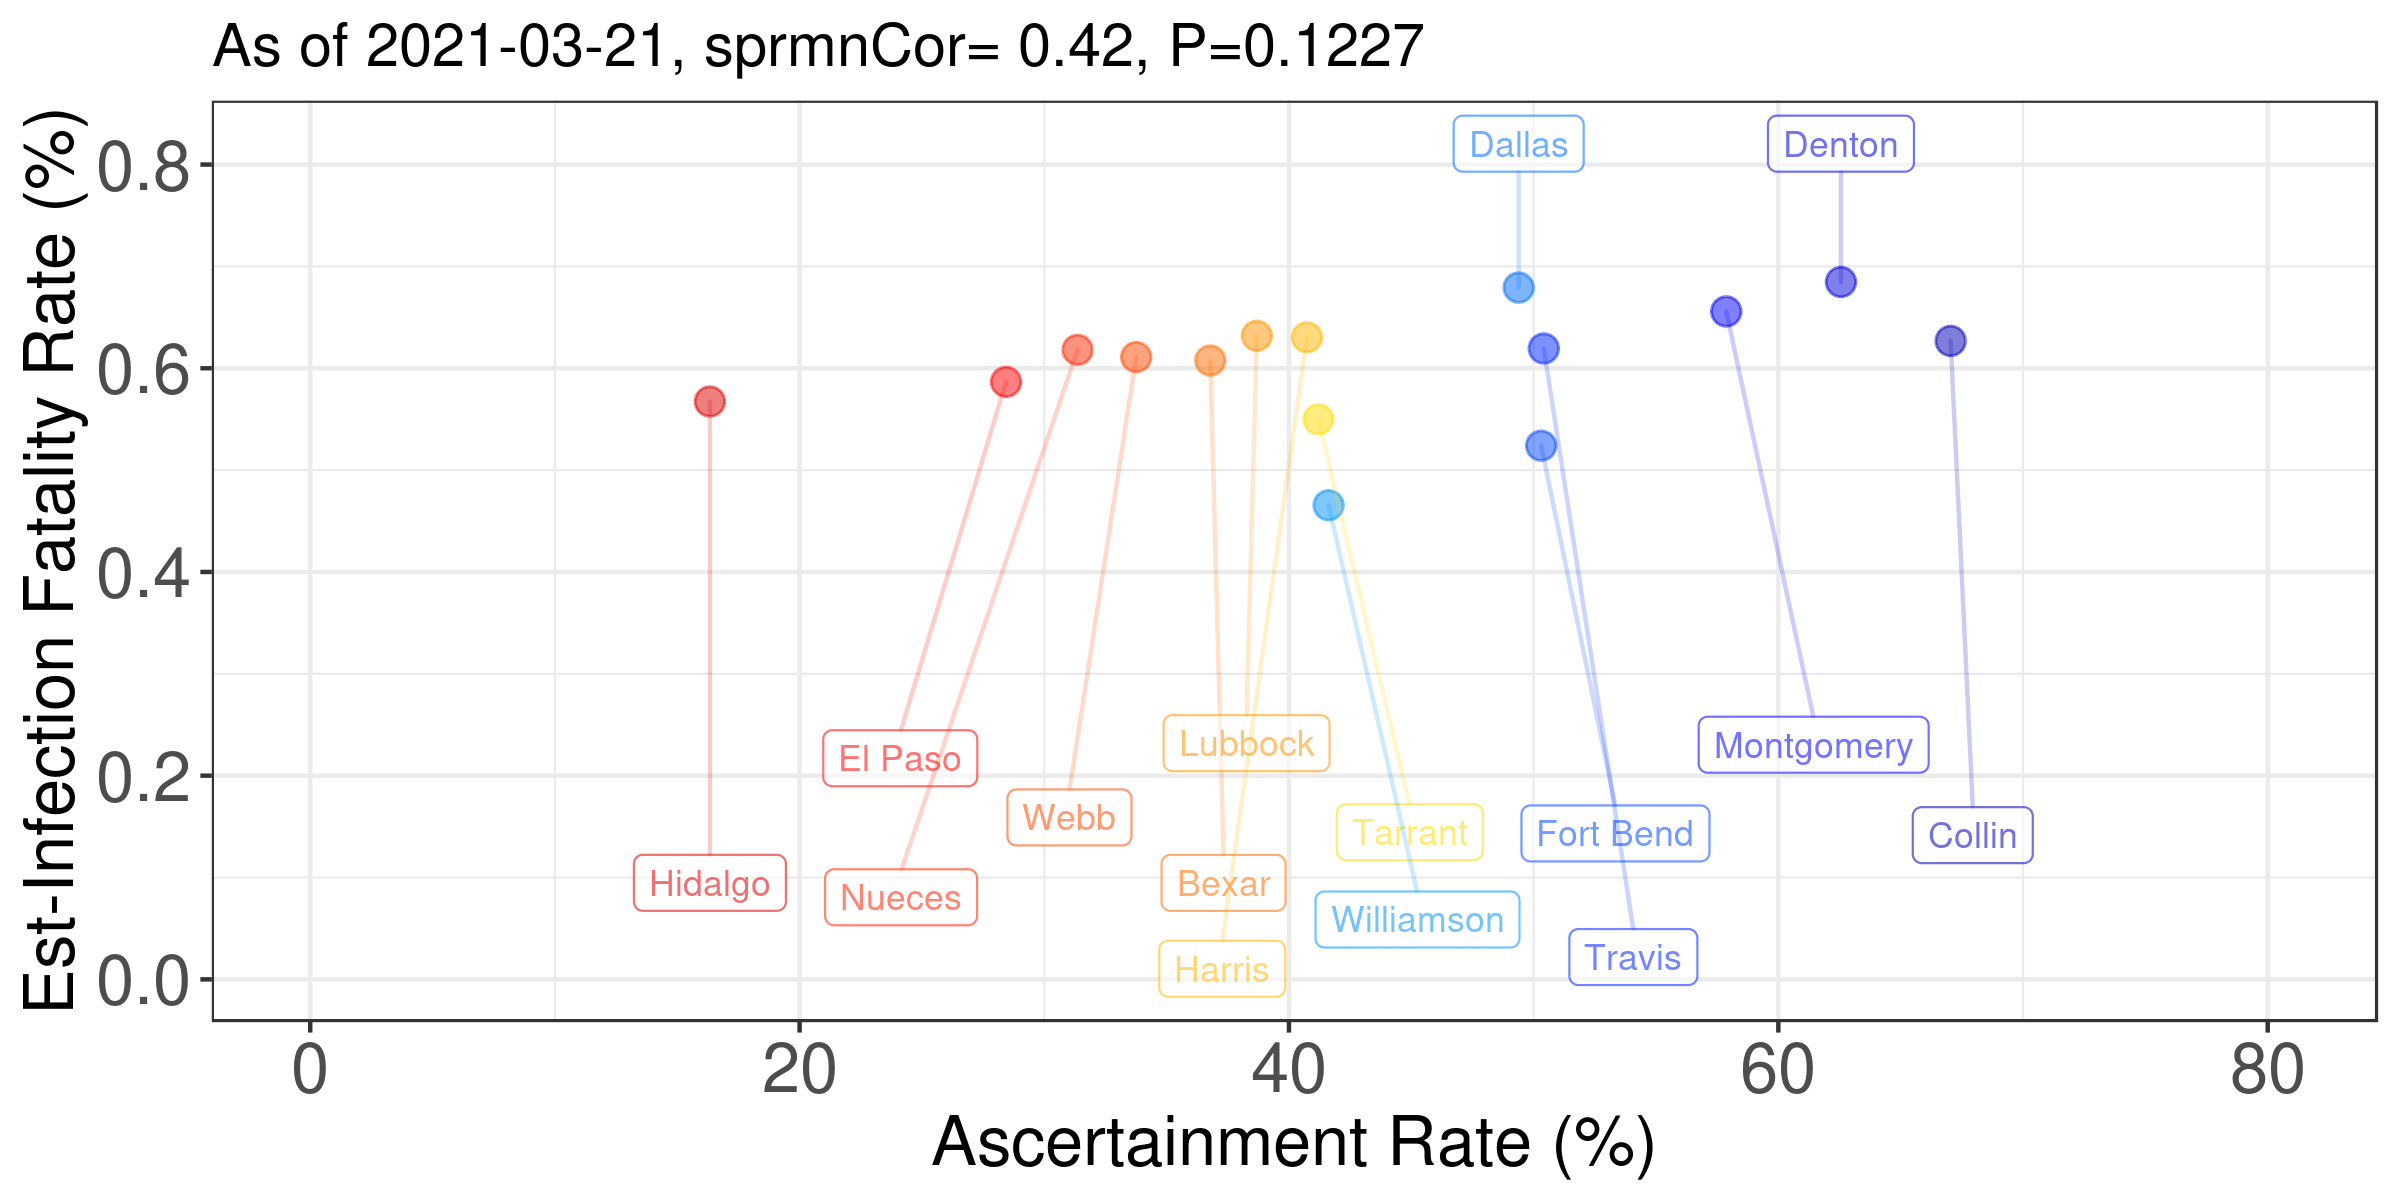 As of 2021-03-21, sprmnCor= 0.42, P=0.1227
Est-Infection Fatality Rate (%)
0.8
0.6
0.4
0.2
0.0
Dallas
Denton
Lubbock
Montgomery
El Paso
Webb
Tarrant
Fort Bend
Collin
Hidalgo
Bexar
Nueces
Williamson
Travis
Harris
0
20
40
60
80
Ascertainment Rate (%)